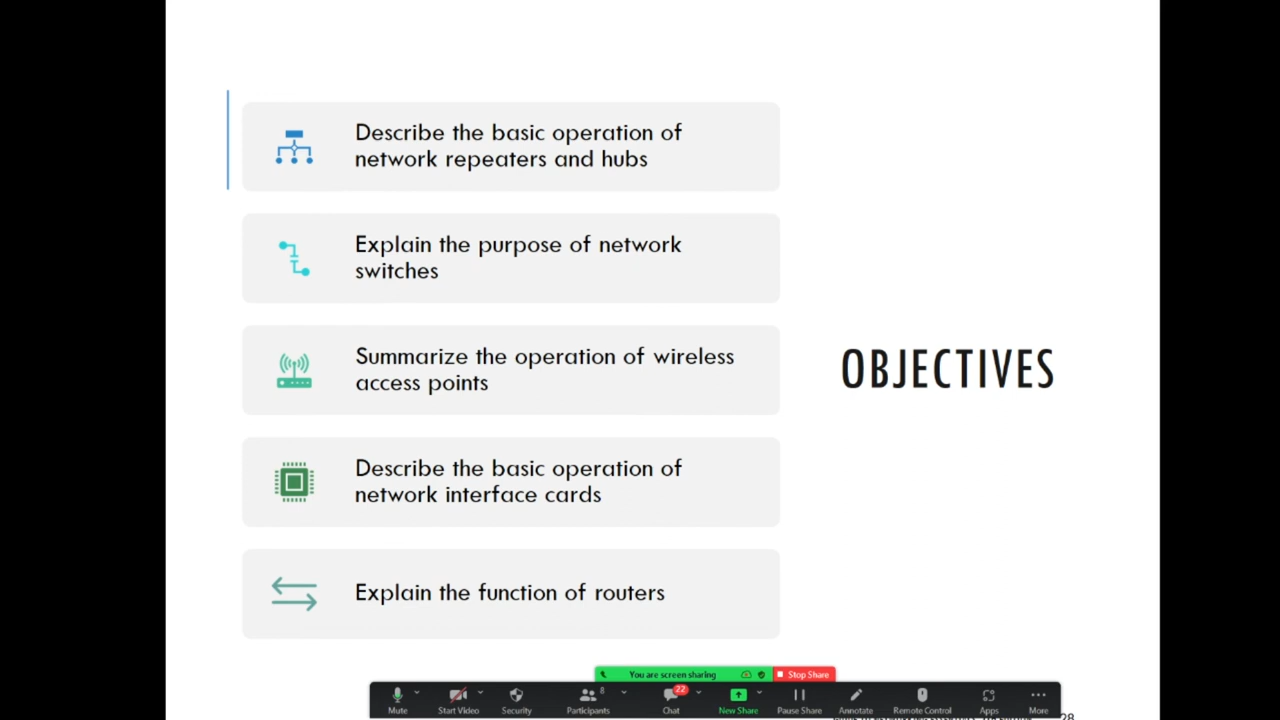 Describe the basic operation of
network repeaters and hubs
Explain the purpose of network
switches
Summarize the operation of wireless
access points
OBJECTIVES
Describe the basic operation of
network interface cards
Explain the function of routers
You are screen sharing
Stop Share
8
22
Mute
Start Video
Security
Participants
Chat
New Share
Pause Share
Annotate
Remote Control
Apps
More
28